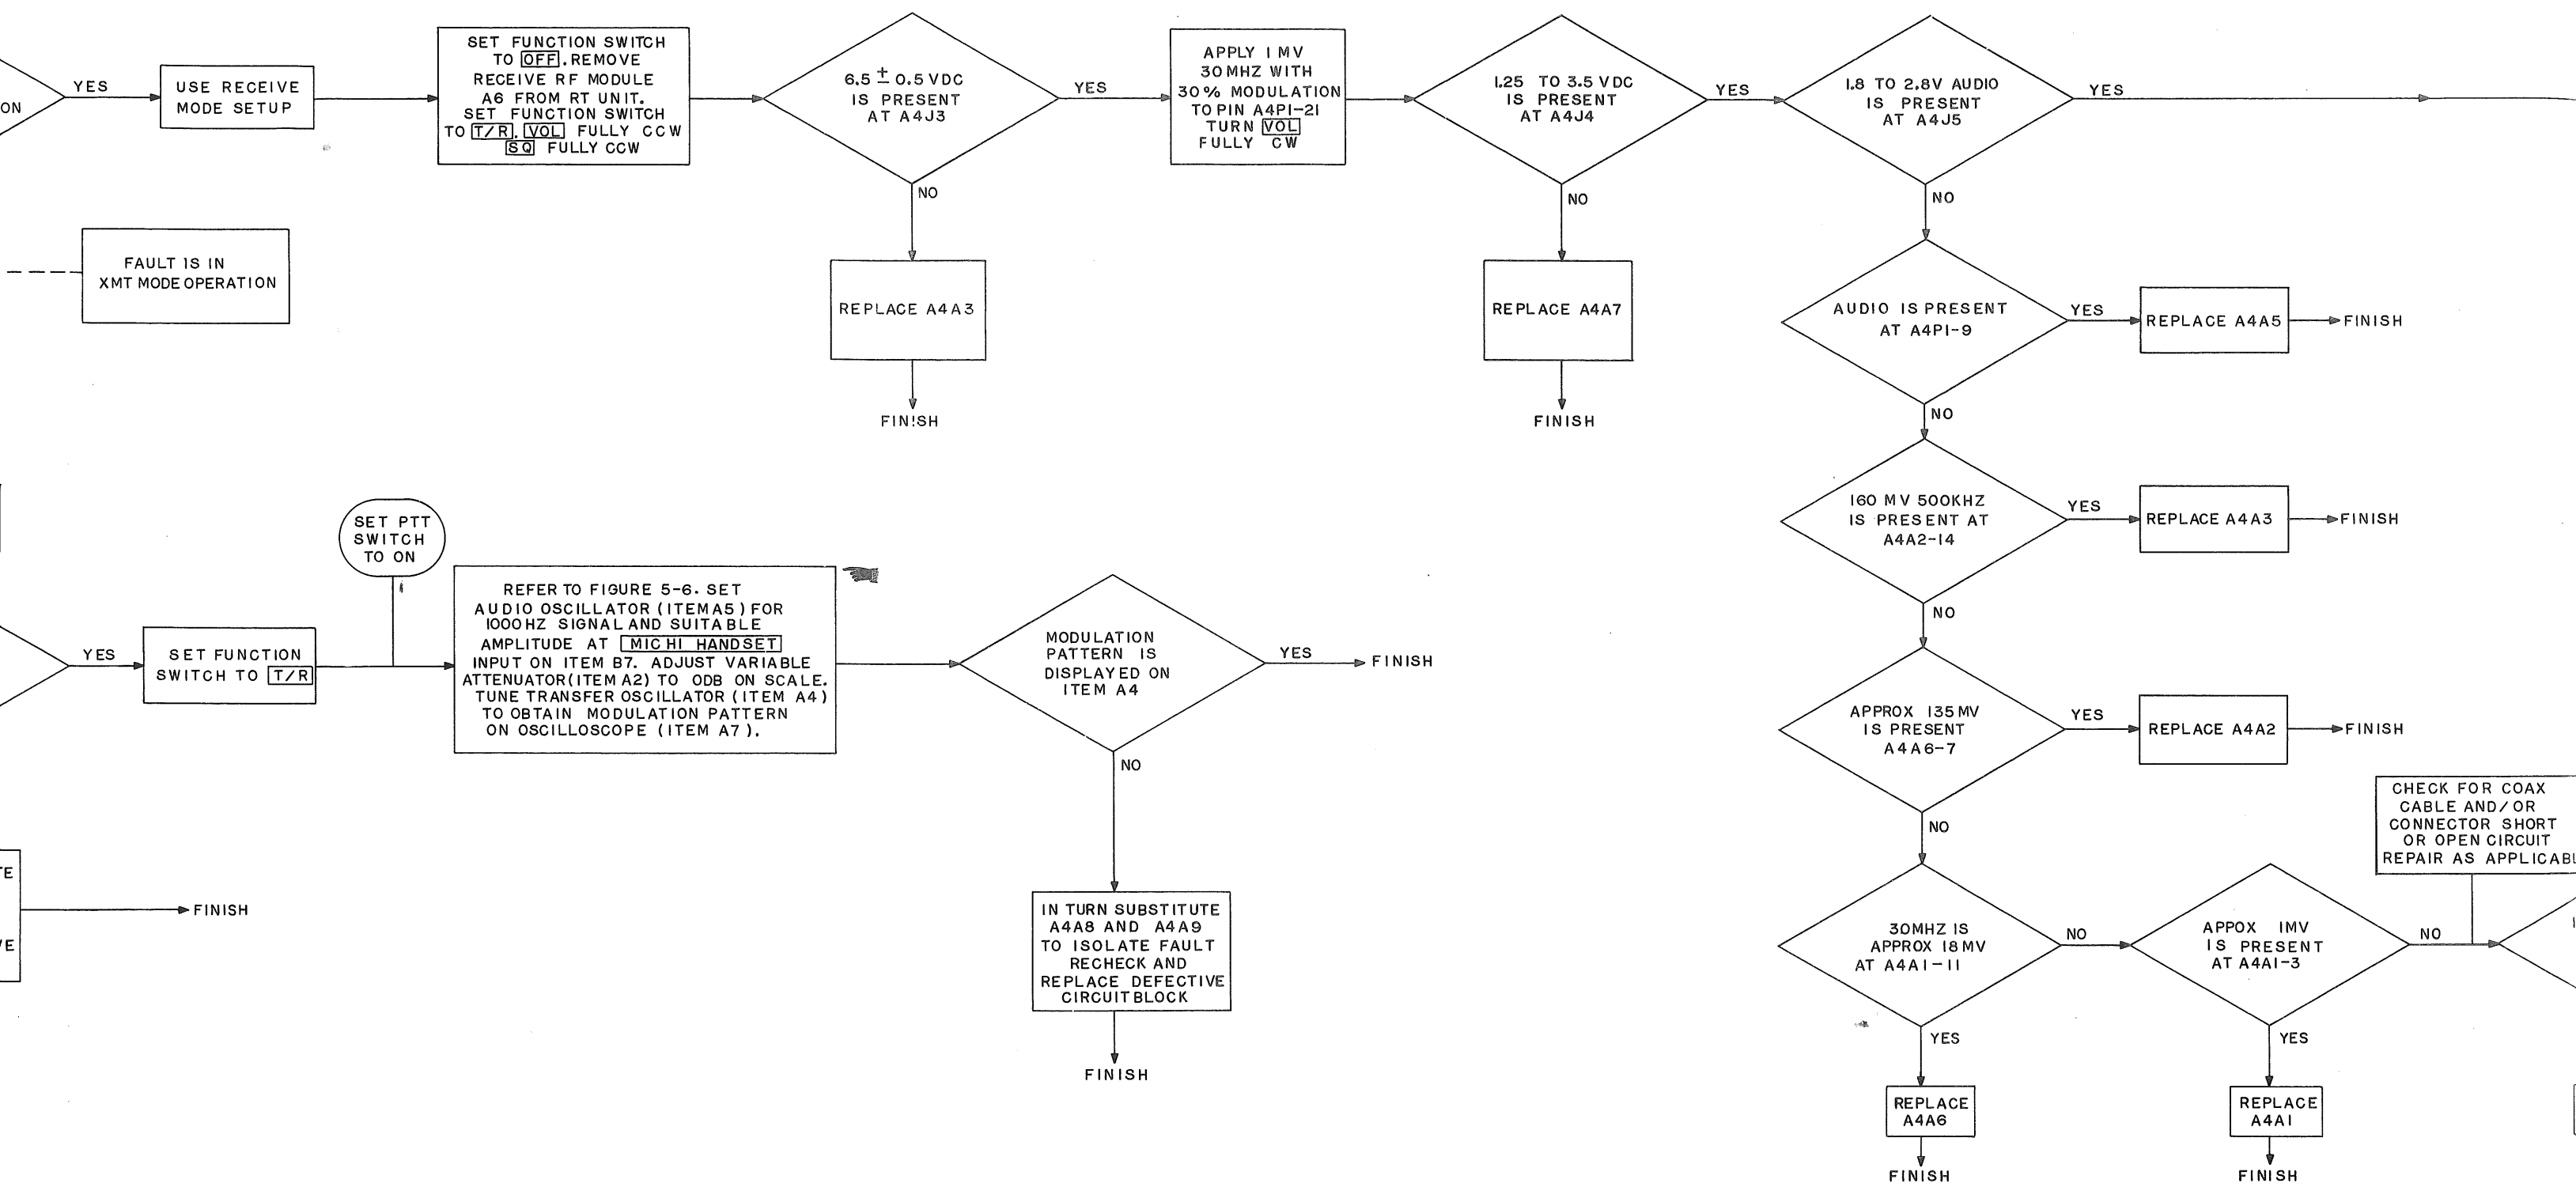 ON
YES
USE RECEIVE
MODE SETUP
SET FUNCTION SWITCH
TO OFF. REMOVE
RECEIVE RF MODULE
A6 FROM RT UNIT.
SET FUNCTION SWITCH
TO T/R. VOL FULLY CCW
SQ FULLY CCW
6.5 ± 0.5 VDC
IS PRESENT
AT A4J3
YES
NO
REPLACE A4A3
FINISH
APPLY 1 MV
30 MHZ WITH
30% MODULATION
TO PIN A4P1-21
TURN VOL
FULLY CW
1.25 TO 3.5 VDC
IS PRESENT
AT A4J4
YES
NO
REPLACE A4A7
FINISH
1.8 TO 2.8V AUDIO
IS PRESENT
AT A4J5
YES
NO
AUDIO IS PRESENT
AT A4P1-9
YES
REPLACE A4A5
FINISH
NO
160 MV 500KHZ
IS PRESENT AT
A4A2-14
YES
REPLACE A4A3
FINISH
NO
APPROX 135 MV
IS PRESENT
A4A6-7
YES
REPLACE A4A2
FINISH
NO
30MHZ IS
APPROX 18 MV
AT A4A1-11
NO
YES
REPLACE
A4A6
FINISH
APPOX 1MV
IS PRESENT
AT A4A1-3
NO
YES
REPLACE
A4A1
FINISH
CHECK FOR COAX
CABLE AND/OR
CONNECTOR SHORT
OR OPEN CIRCUIT
REPAIR AS APPLICABL
FAULT IS IN
XMT MODE OPERATION
YES
SET FUNCTION
SWITCH TO T/R
SET PTT
SWITCH
TO ON
REFER TO FIGURE 5-6. SET
AUDIO OSCILLATOR (ITEM A5) FOR
1000HZ SIGNAL AND SUITABLE
AMPLITUDE AT MICHI HANDSET
INPUT ON ITEM B7. ADJUST VARIABLE
ATTENUATOR (ITEM A2) TO ODB ON SCALE.
TUNE TRANSFER OSCILLATOR (ITEM A4)
TO OBTAIN MODULATION PATTERN
ON OSCILLOSCOPE (ITEM A7).
MODULATION
PATTERN IS
DISPLAYED ON
ITEM A4
YES
FINISH
NO
IN TURN SUBSTITUTE
A4A8 AND A4A9
TO ISOLATE FAULT
RECHECK AND
REPLACE DEFECTIVE
CIRCUIT BLOCK
FINISH
TE
VE
FINISH